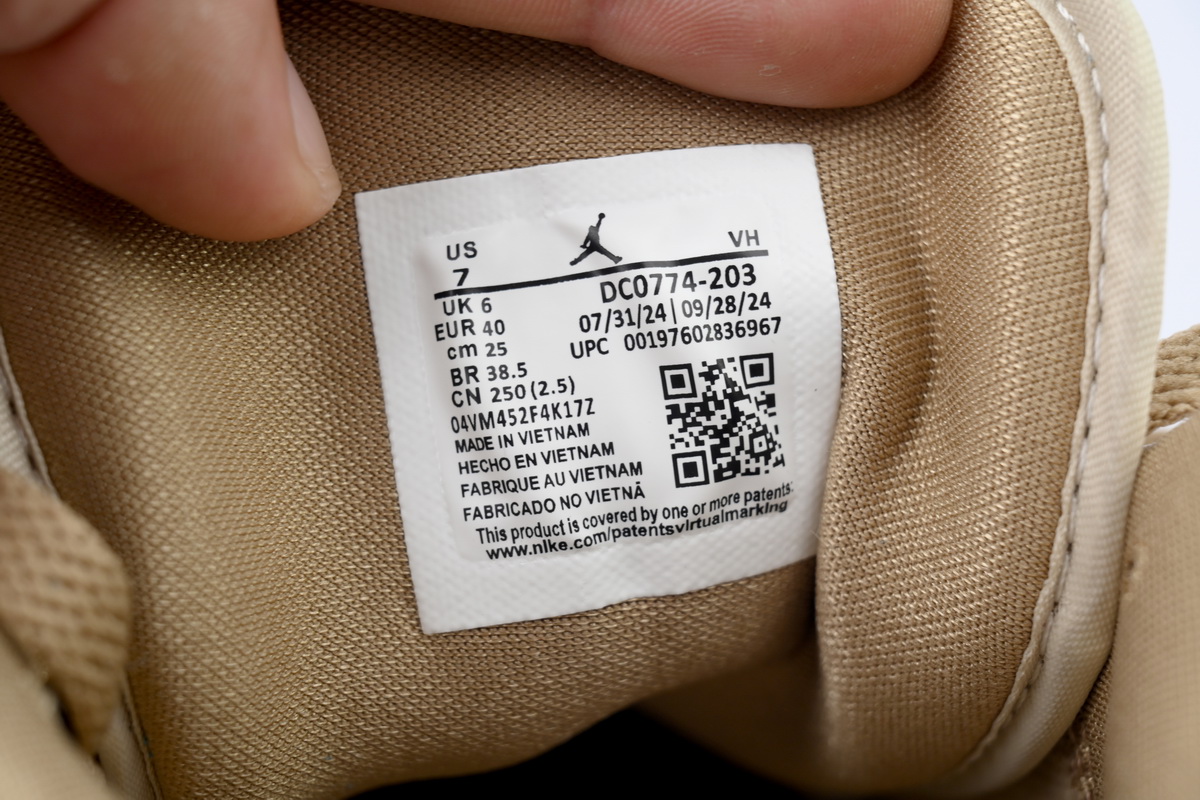 US
VH
7
UK 6
DC0774-203
EUR 40
07/31/24 | 09/28/24
cm 25
UPC 00197602836967
BR 38.5
CN 250 (2.5)
04VM452F4K17Z
MADE IN VIETNAM
HECHO EN VIETNAM
FABRIQUE AU VIETNAM
FABRICADO NO VIETNÃ
This product is covered by one or more patents:
www.nike.com/patentsvirtualmarking